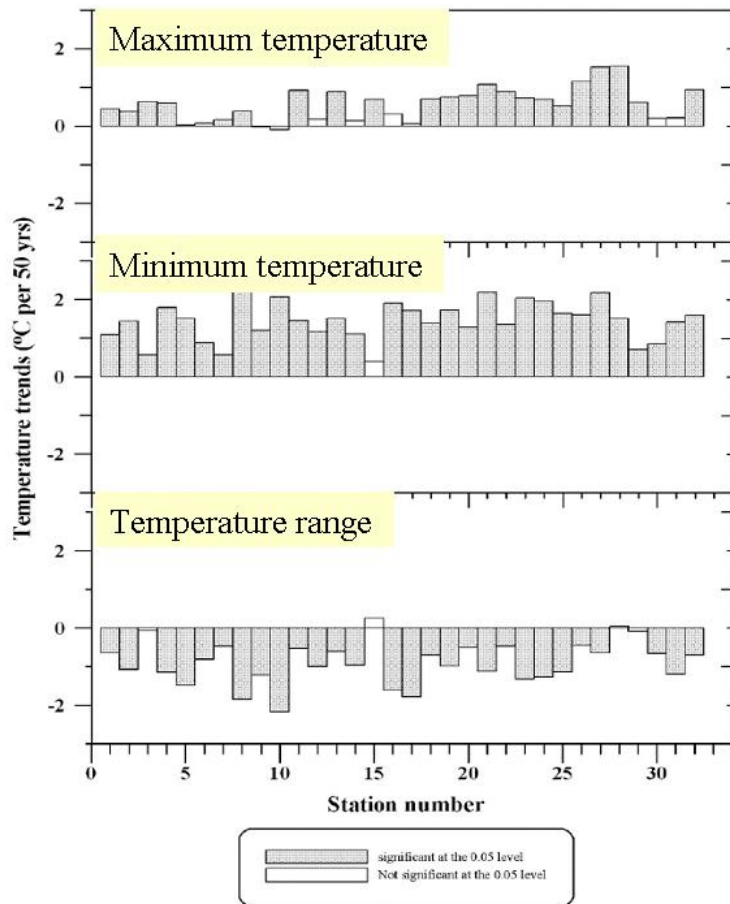 Maximum temperature
2
0
-2
Minimum temperature
2
0
-2
Temperature range
2
0
-2
Temperature trends (ºC per 50 yrs)
0 5 10 15 20 25 30
Station number
significant at the 0.05 level
Not significant at the 0.05 level